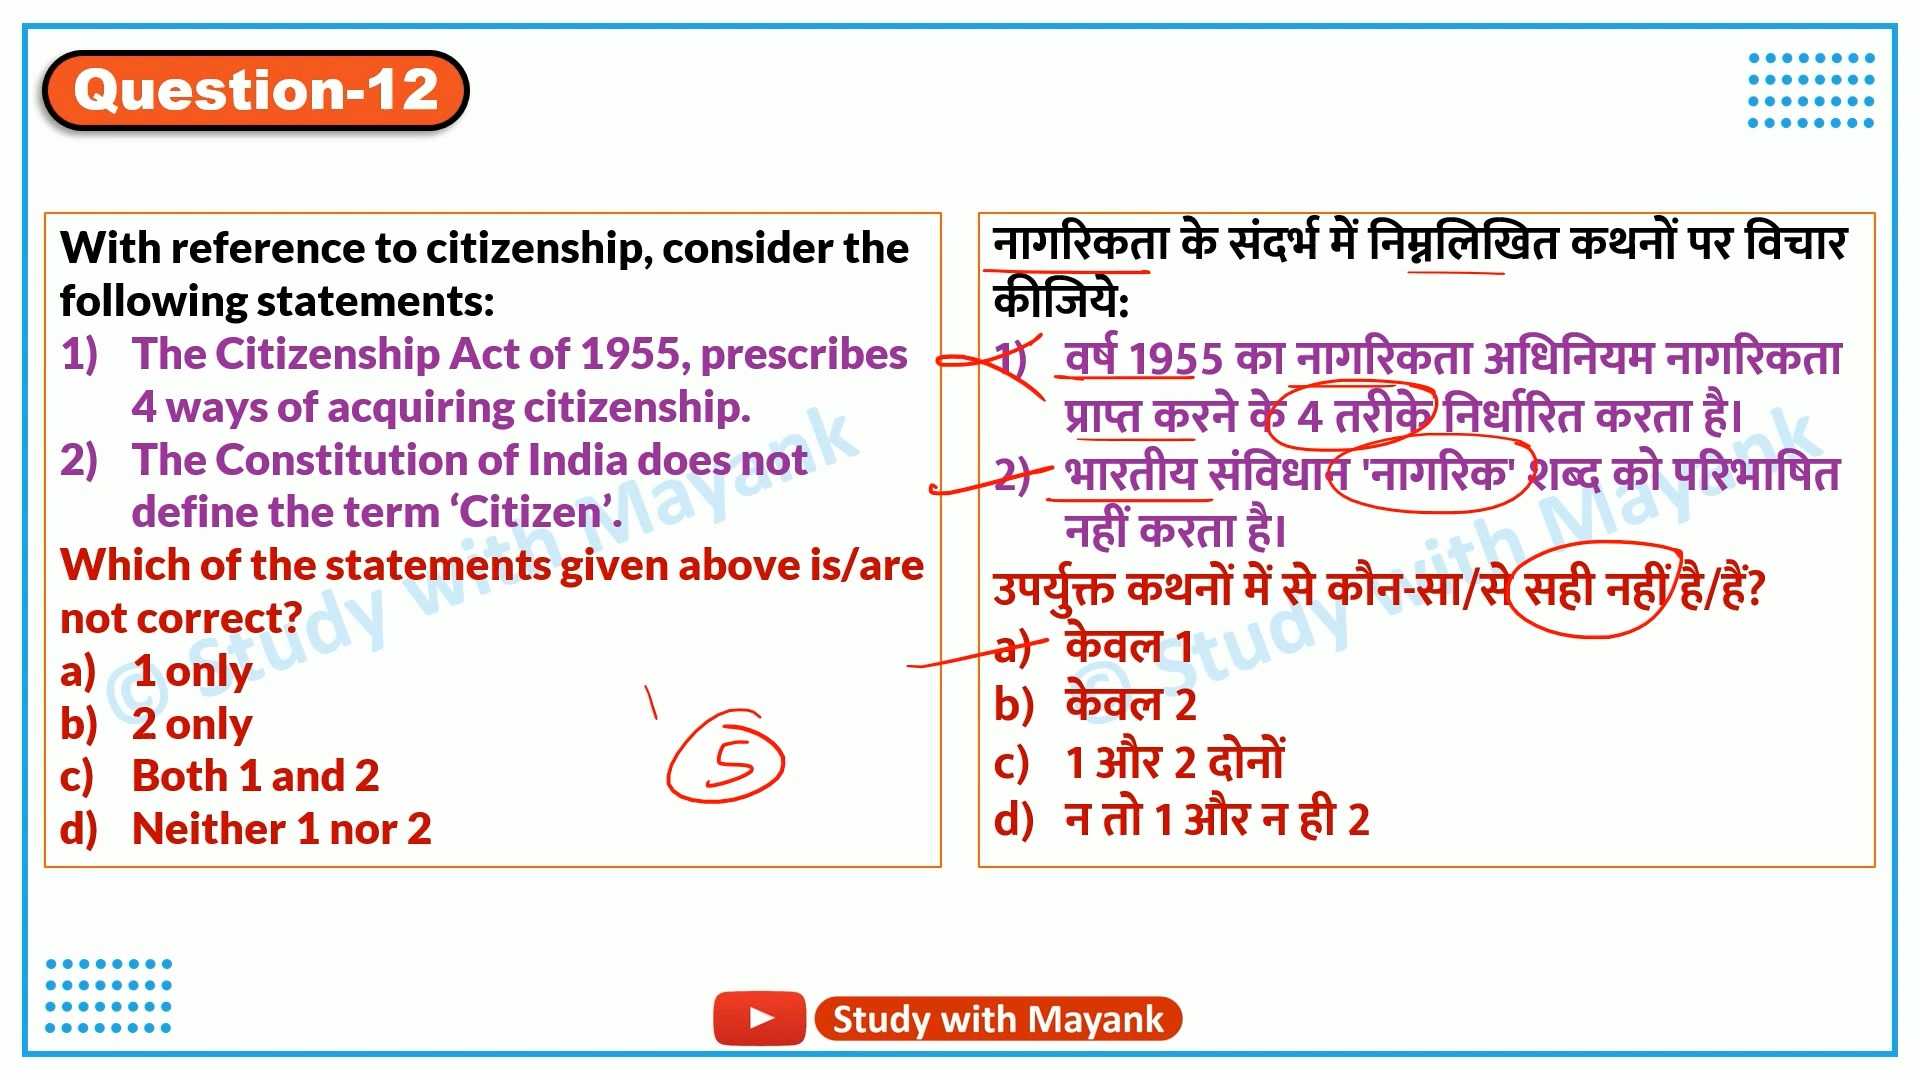 Question-12
With reference to citizenship, consider the
following statements:
1) The Citizenship Act of 1955, prescribes
4 ways of acquiring citizenship.
2) The Constitution of India does not
define the term ‘Citizen’.
Which of the statements given above is/are
not correct?
a) 1 only
b) 2 only
c) Both 1 and 2
d) Neither 1 nor 2
5
© Study with Mayank
नागरिकता के संदर्भ में निम्नलिखित कथनों पर विचार
कीजिये:
1) वर्ष 1955 का नागरिकता अधिनियम नागरिकता
प्राप्त करने के 4 तरीके निर्धारित करता है।
2) भारतीय संविधान 'नागरिक' शब्द को परिभाषित
नहीं करता है।
उपर्युक्त कथनों में से कौन-सा/से सही नहीं है/हैं?
a) केवल 1
b) केवल 2
c) 1 और 2 दोनों
d) न तो 1 और न ही 2
© Study with Mayank
Study with Mayank